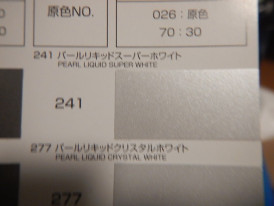 原色NO.
026：原色
70：30
241 パールリキッドスーパーホワイト
PEARL LIQUID SUPER WHITE
241
277 パールリキッドクリスタルホワイト
PEARL LIQUID CRYSTAL WHITE
277